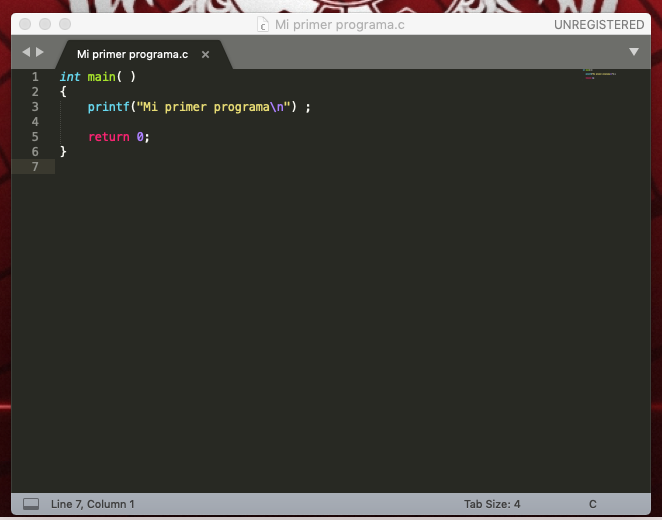 Mi primer programa.c
UNREGISTERED
Mi primer programa.c ×
1 int main( )
2 {
3 printf("Mi primer programa\n") ;
4
5 return 0;
6 }
7
Line 7, Column 1 Tab Size: 4 C